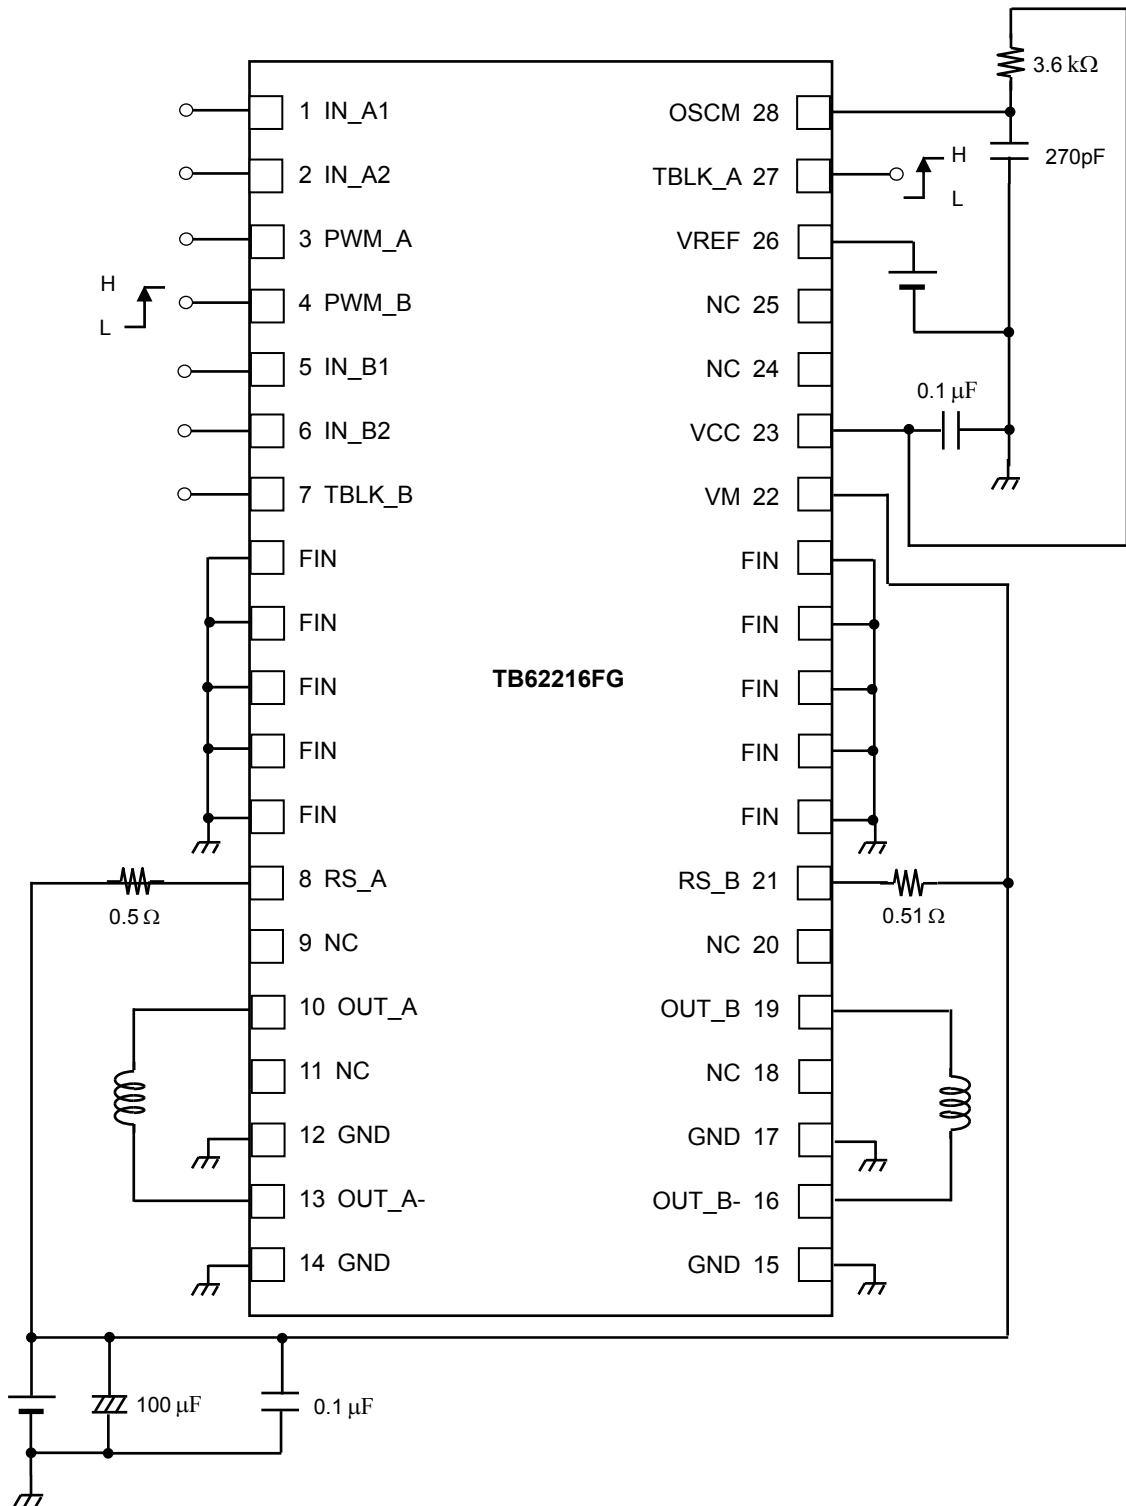 3.6 kΩ
1 IN_A1
OSCM 28
2 IN_A2
TBLK_A 27
H
L
270pF
3 PWM_A
VREF 26
H
L
4 PWM_B
NC 25
5 IN_B1
NC 24
0.1 µF
6 IN_B2
VCC 23
7 TBLK_B
VM 22
FIN
FIN
FIN
FIN
FIN
TB62216FG
FIN
FIN
FIN
FIN
FIN
8 RS_A
RS_B 21
0.5 Ω
0.51 Ω
9 NC
NC 20
10 OUT_A
OUT_B 19
11 NC
NC 18
12 GND
GND 17
13 OUT_A-
OUT_B- 16
14 GND
GND 15
100 µF
0.1 µF